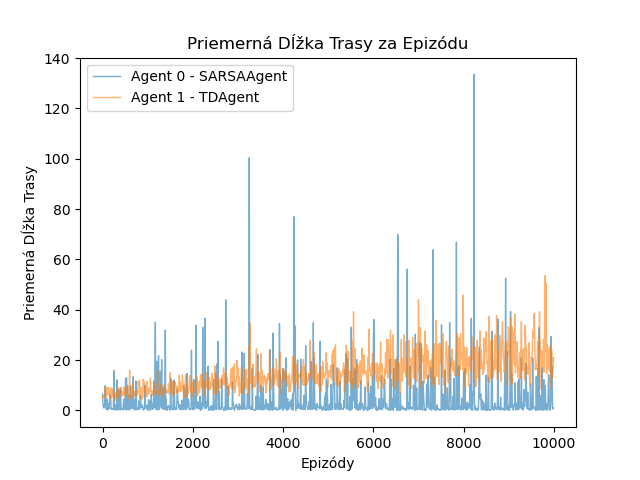 Priemerná Dĺžka Trasy za Epizódu
Agent 0 - SARSAAgent
Agent 1 - TDAgent
Priemerná Dĺžka Trasy
140
120
100
80
60
40
20
0
0 2000 4000 6000 8000 10000
Epizódy